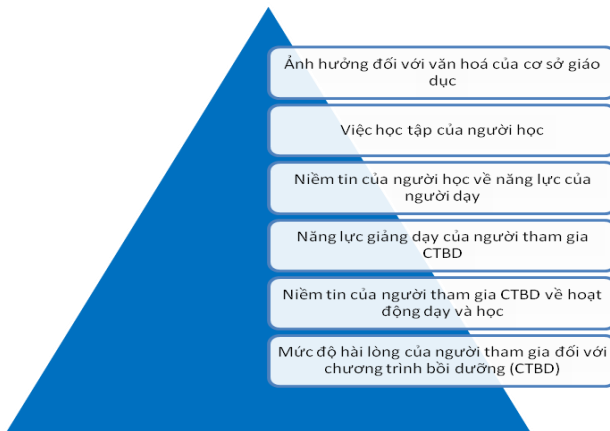 Ảnh hưởng đối với văn hoá của cơ sở giáo
dục
Việc học tập của người học
Niềm tin của người học về năng lực của
người dạy
Năng lực giảng dạy của người tham gia
CTBD
Niềm tin của người tham gia CTBD về hoạt
động dạy và học
Mức độ hài lòng của người tham gia đối với
chương trình bồi dưỡng (CTBD)